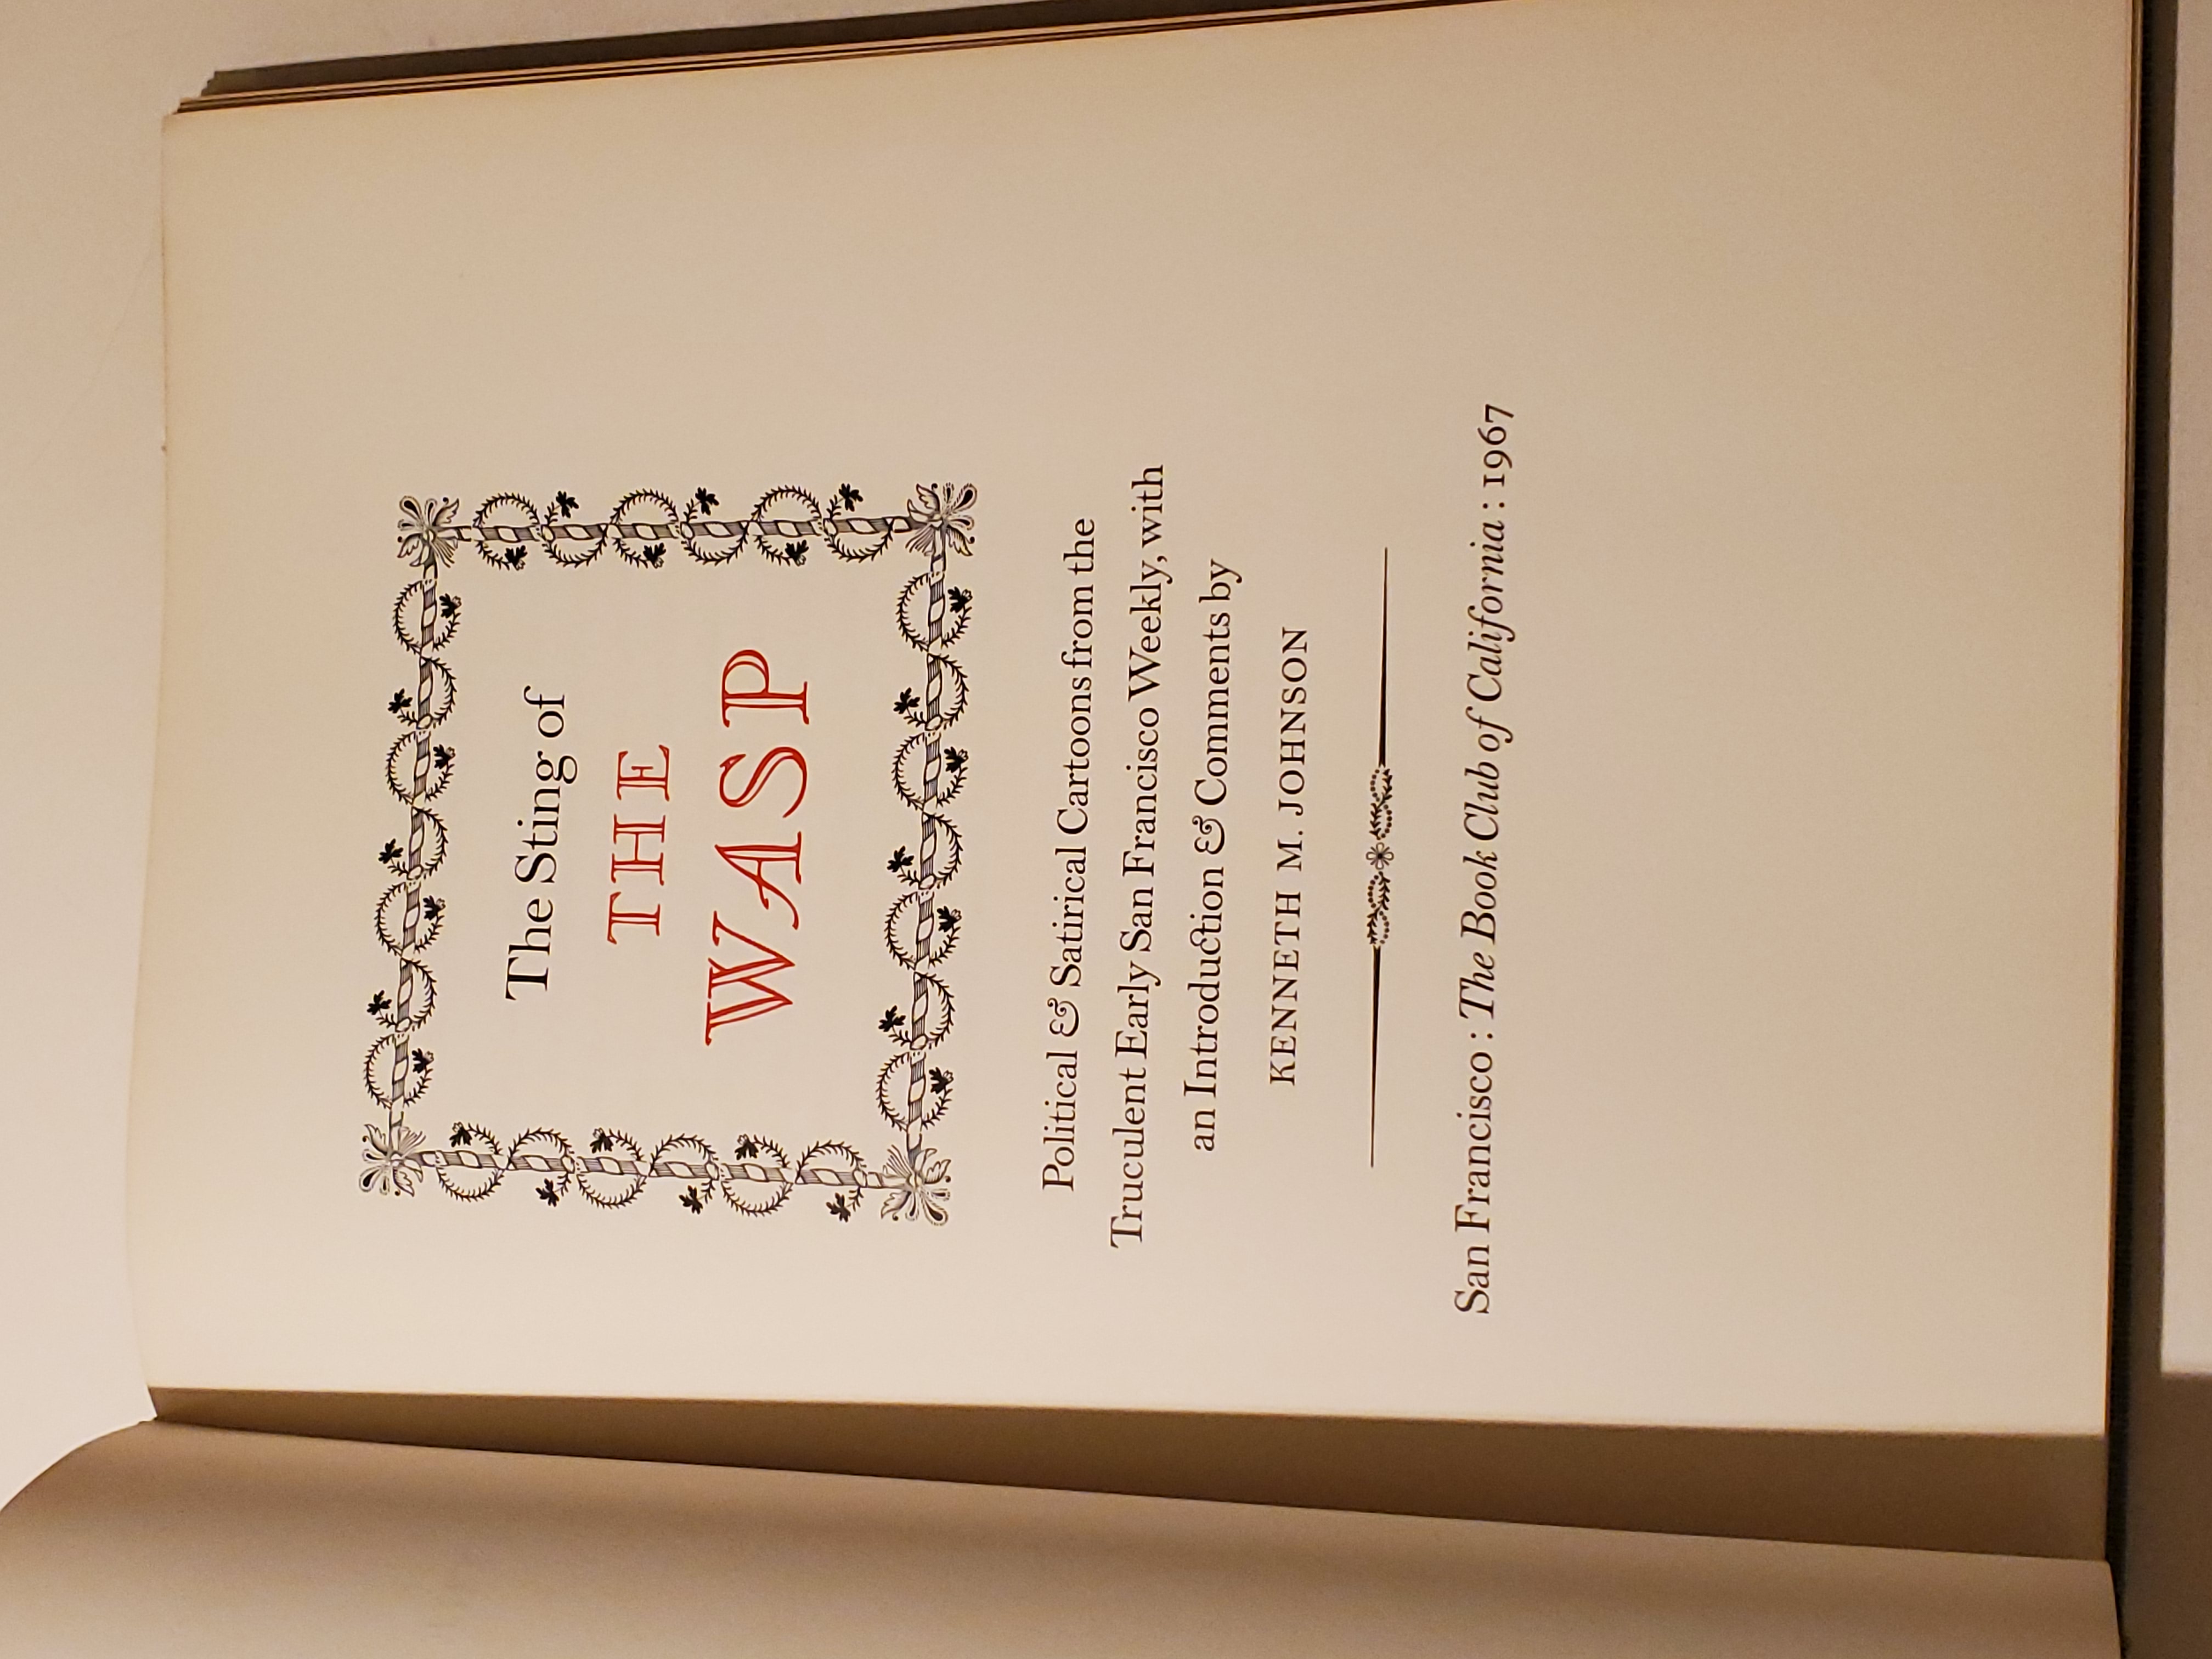 The Sting of
THE
WASP
Political & Satirical Cartoons from the
Truculent Early San Francisco Weekly, with
an Introduction & Comments by
KENNETH M. JOHNSON
San Francisco : The Book Club of California : 1967